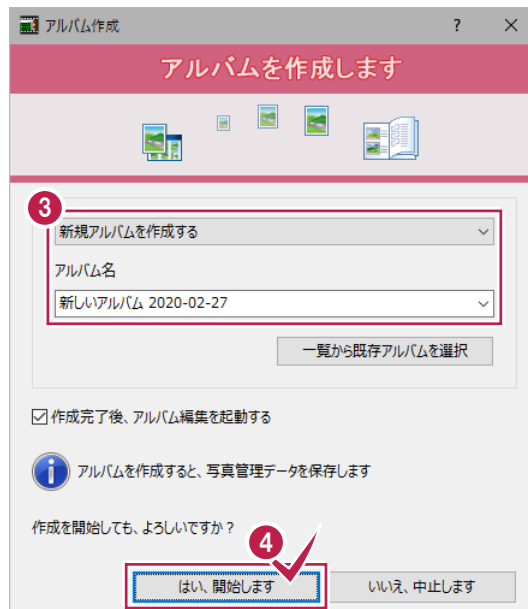 アルバム作成
?
×
アルバムを作成します
3
新規アルバムを作成する
アルバム名
新しいアルバム 2020-02-27
一覧から既存アルバムを選択
作成完了後、アルバム編集を起動する
i アルバムを作成すると、写真管理データを保存します
作成を開始しても、よろしいですか？
4
はい、開始します いいえ、中止します